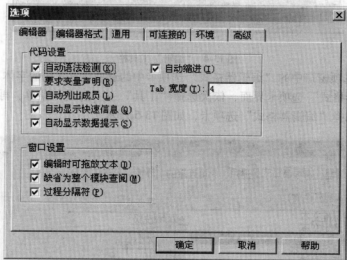 选项
编辑器 编辑器格式 通用 可连接的 环境 高级
代码设置
自动语法检测(K) 自动缩进(I)
要求变量声明(R) Tab 宽度(T): 4
自动列出成员(L)
自动显示快速信息(Q)
自动显示数据提示(S)
窗口设置
编辑时可拖放文本(D)
缺省为整个模块查阅(M)
过程分隔符(P)
确定 取消 帮助